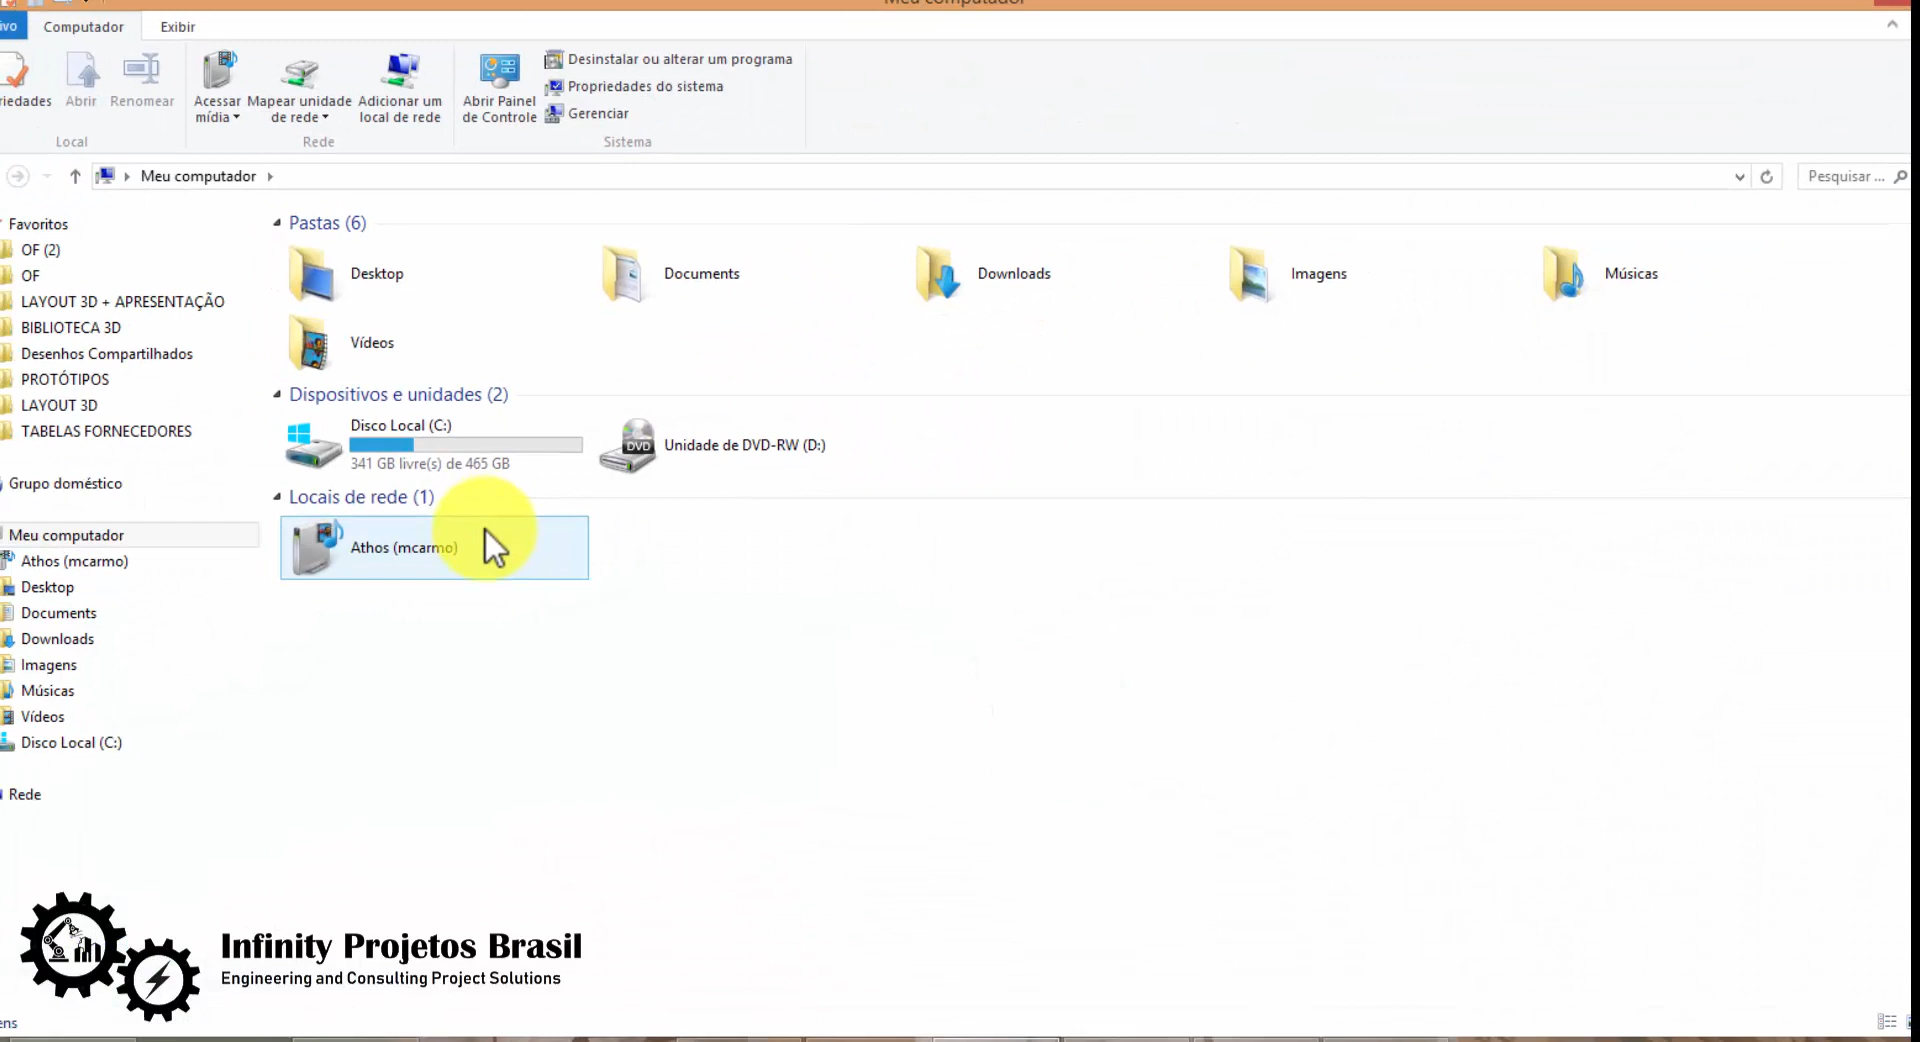 Meu computador
Computador
Exibir
Abrir
Renomear
Acessar
mídia
Mapear unidade
de rede
Adicionar um
local de rede
Abrir Painel
de Controle
Desinstalar ou alterar um programa
Propriedades do sistema
Gerenciar
Local
Rede
Sistema
Meu computador
Pesquisar ...
Favoritos
OF (2)
OF
LAYOUT 3D + APRESENTAÇÃO
BIBLIOTECA 3D
Desenhos Compartilhados
PROTÓTIPOS
LAYOUT 3D
TABELAS FORNECEDORES
Grupo doméstico
Meu computador
Athos (mcarmo)
Desktop
Documents
Downloads
Imagens
Músicas
Vídeos
Disco Local (C:)
Rede
Pastas (6)
Desktop
Documents
Downloads
Imagens
Músicas
Vídeos
Dispositivos e unidades (2)
Disco Local (C:)
341 GB livre(s) de 465 GB
DVD
Unidade de DVD-RW (D:)
Locais de rede (1)
Athos (mcarmo)
Infinity Projetos Brasil
Engineering and Consulting Project Solutions